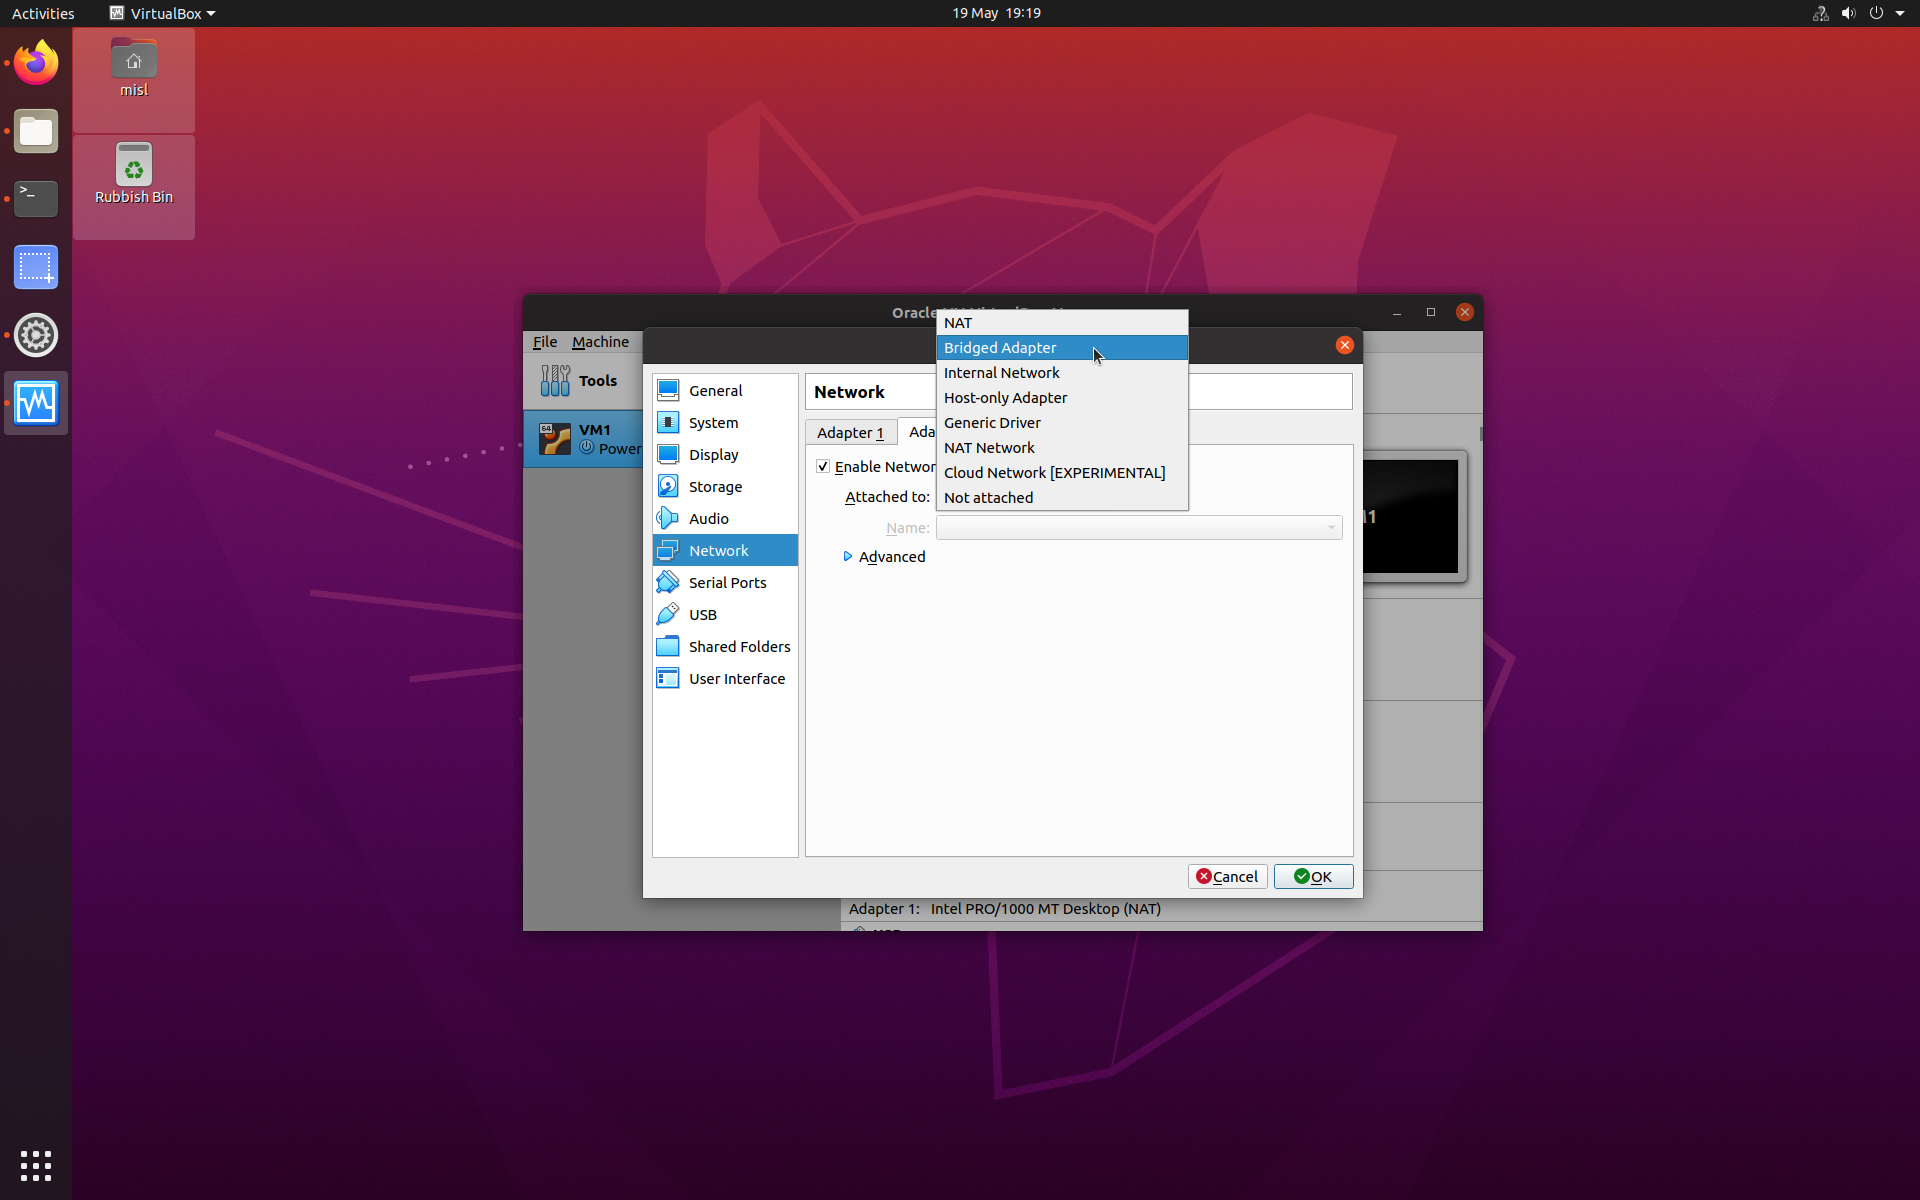 Activities
VirtualBox
19 May 19:19
misl
Rubbish Bin
Oracle
File
Machine
Tools
64
VM1
Power
General
System
Display
Storage
Audio
Network
Serial Ports
USB
Shared Folders
User Interface
Network
Adapter 1
Ada
Enable Networ
Attached to:
NAT
Bridged Adapter
Internal Network
Host-only Adapter
Generic Driver
NAT Network
Cloud Network [EXPERIMENTAL]
Not attached
Name:
Advanced
Cancel
OK
Adapter 1: Intel PRO/1000 MT Desktop (NAT)